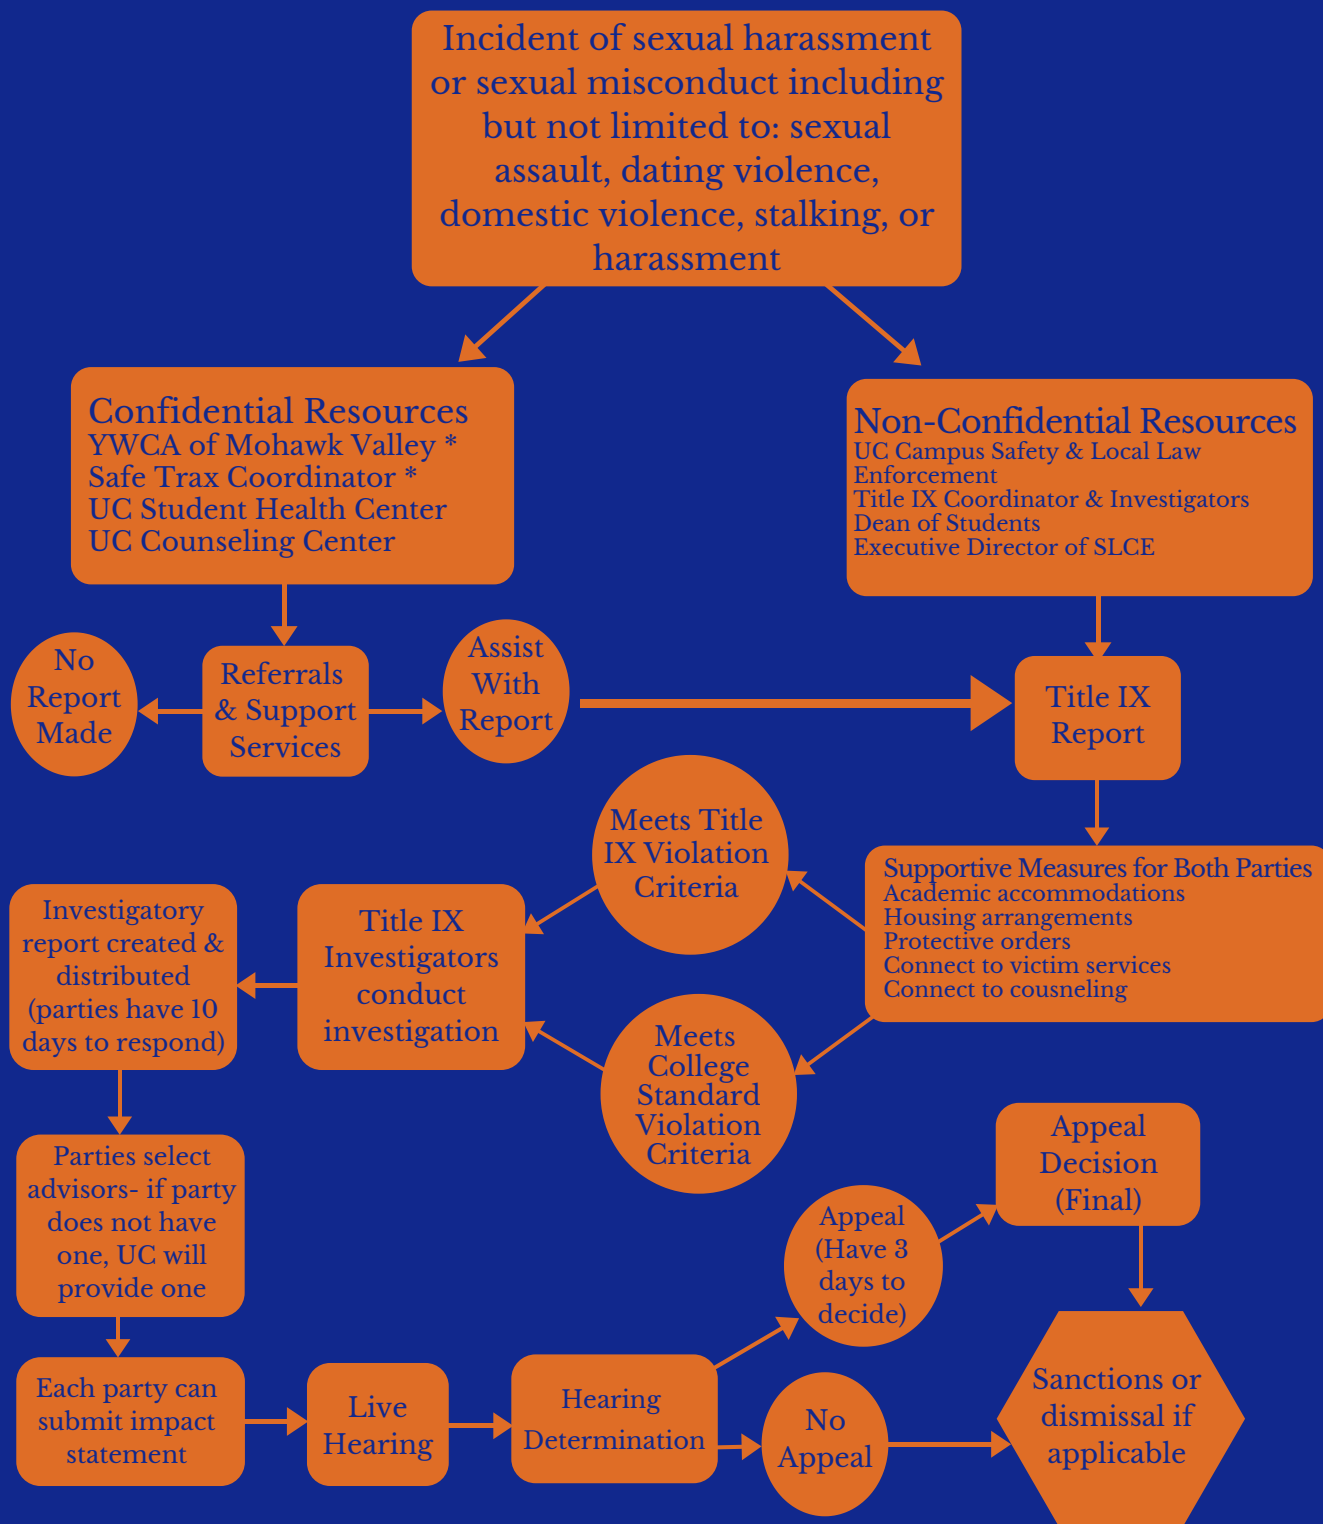 Incident of sexual harassment
or sexual misconduct including
but not limited to: sexual
assault, dating violence,
domestic violence, stalking, or
harassment
Confidential Resources
YWCA of Mohawk Valley *
Safe Trax Coordinator *
UC Student Health Center
UC Counseling Center
Non-Confidential Resources
UC Campus Safety & Local Law
Enforcement
Title IX Coordinator & Investigators
Dean of Students
Executive Director of SLCE
No
Report
Made
Referrals
& Support
Services
Assist
With
Report
Title IX
Report
Supportive Measures for Both Parties
Academic accommodations
Housing arrangements
Protective orders
Connect to victim services
Connect to cousneling
Meets Title
IX Violation
Criteria
Meets
College
Standard
Violation
Criteria
Title IX
Investigators
conduct
investigation
Investigatory
report created &
distributed
(parties have 10
days to respond)
Parties select
advisors- if party
does not have
one, UC will
provide one
Each party can
submit impact
statement
Live
Hearing
Hearing
Determination
Appeal
(Have 3
days to
decide)
No
Appeal
Appeal
Decision
(Final)
Sanctions or
dismissal if
applicable